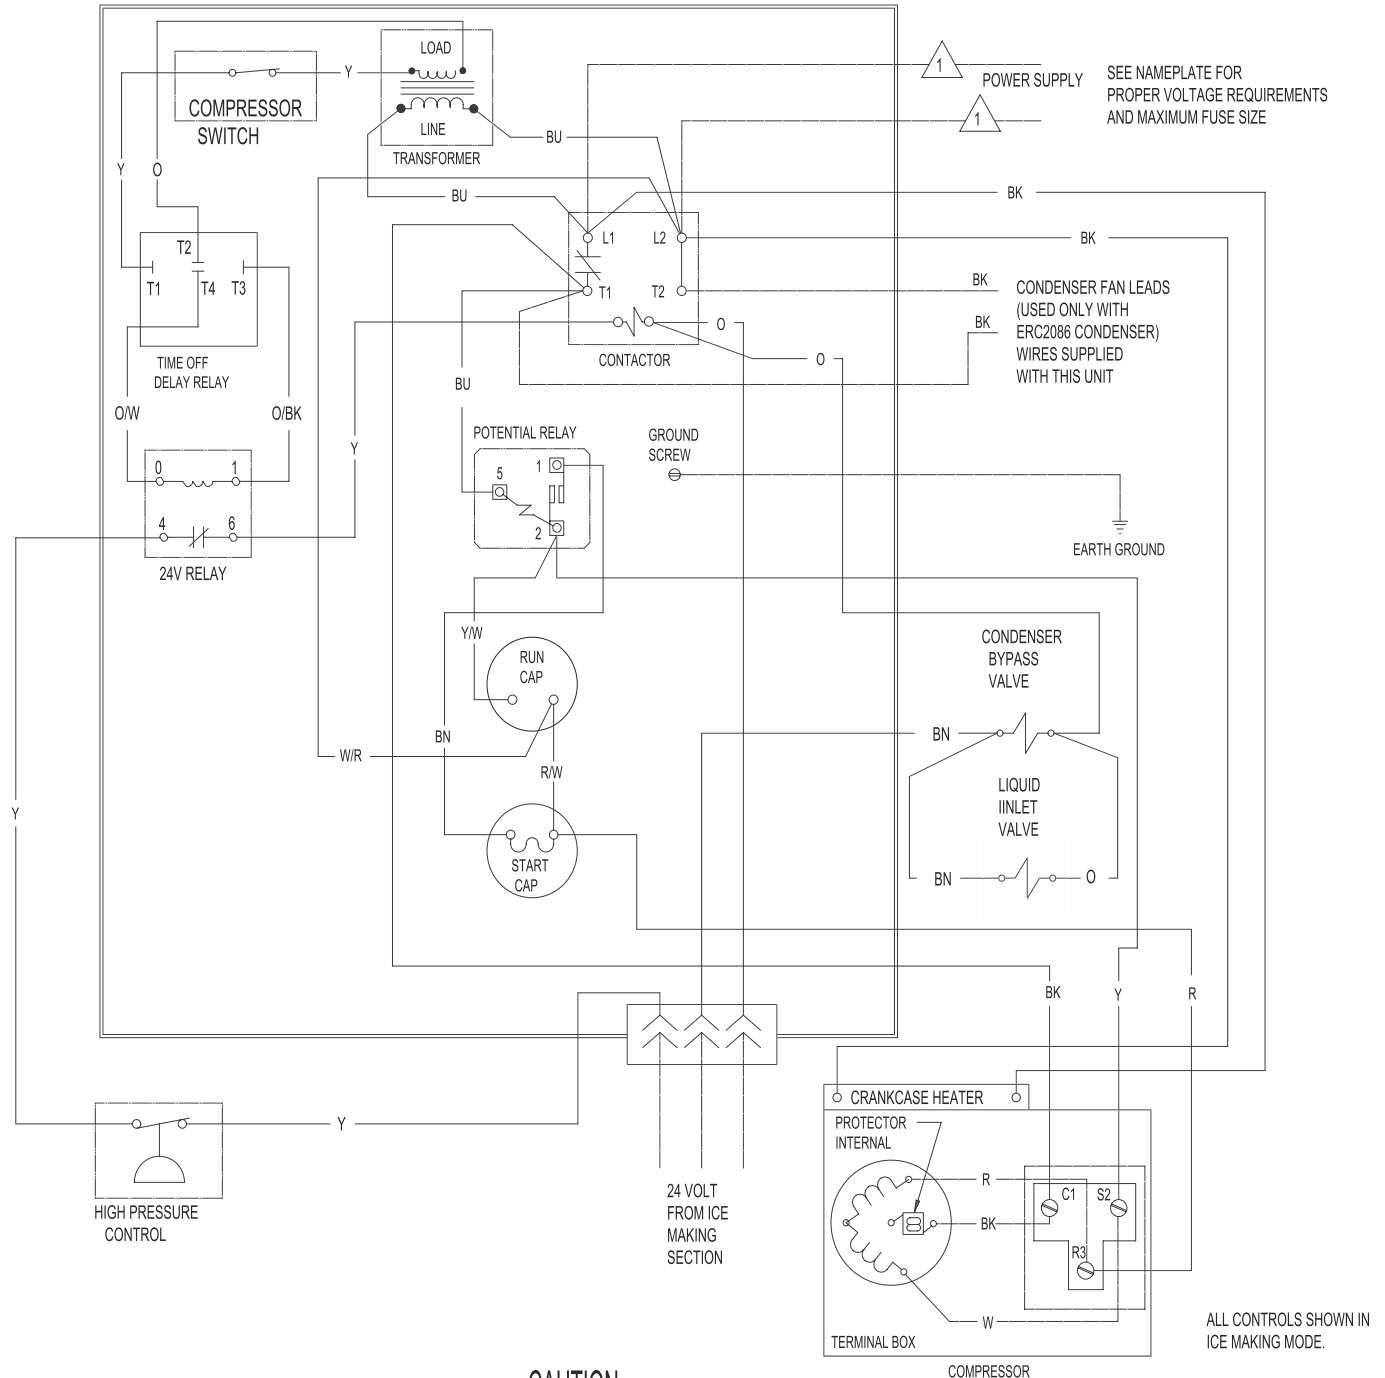 LOAD
COMPRESSOR
SWITCH
Y
LINE
TRANSFORMER
BU
1
POWER SUPPLY
1
SEE NAMEPLATE FOR
PROPER VOLTAGE REQUIREMENTS
AND MAXIMUM FUSE SIZE
Y
O
BU
BK
T2
T1
T4
T3
TIME OFF
DELAY RELAY
L1
L2
T1
T2
O
CONTACTOR
O
BK
BK
BK
CONDENSER FAN LEADS
(USED ONLY WITH
ERC2086 CONDENSER)
WIRES SUPPLIED
WITH THIS UNIT
O/W
O/BK
Y
BU
0
1
4
6
24V RELAY
POTENTIAL RELAY
5
1
2
GROUND
SCREW
EARTH GROUND
Y/W
RUN
CAP
BN
W/R
R/W
START
CAP
CONDENSER
BYPASS
VALVE
BN
LIQUID
IINLET
VALVE
BN
O
Y
BK
Y
R
Y
HIGH PRESSURE
CONTROL
24 VOLT
FROM ICE
MAKING
SECTION
CRANKCASE HEATER
PROTECTOR
INTERNAL
R
BK
W
C1
S2
R3
TERMINAL BOX
COMPRESSOR
ALL CONTROLS SHOWN IN
ICE MAKING MODE.
CAUTION